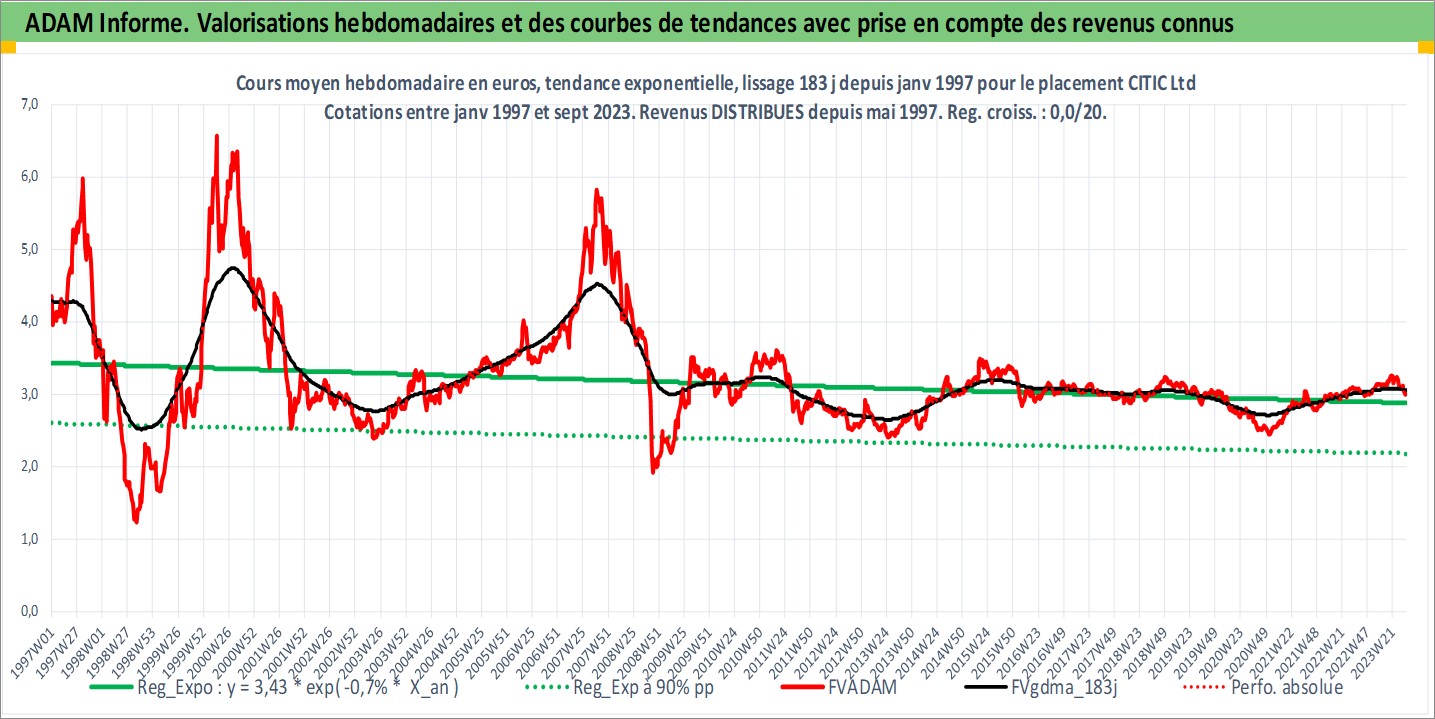 ADAM Informe. Valorisations hebdomadaires et des courbes de tendances avec prise en compte des revenus connus
Cours moyen hebdomadaire en euros, tendance exponentielle, lissage 183 j depuis janv 1997 pour le placement CITIC Ltd
Cotations entre janv 1997 et sept 2023. Revenus DISTRIBUES depuis mai 1997. Reg. croiss. : 0,0/20.
7,0
6,0
5,0
4,0
3,0
2,0
1,0
0,0
1997W01 1997W27 1998W01 1998W27 1998W53 1999W26 1999W52 2000W26 2000W52 2001W26 2001W52 2002W26 2002W52 2003W26 2003W52 2004W26 2004W52 2005W25 2005W51 2006W25 2006W51 2007W25 2007W51 2008W25 2008W51 2009W25 2009W51 2010W24 2010W50 2011W24 2011W50 2012W24 2012W50 2013W24 2013W50 2014W24 2014W50 2015W24 2015W50 2016W23 2016W49 2017W23 2017W49 2018W23 2018W49 2019W23 2019W49 2020W23 2020W49 2021W22 2021W48 2022W21 2022W47 2023W21
Reg_Expo : y = 3,43 * exp( -0,7% * X_an ) Reg_Exp à 90% pp FVADAM FVgdma_183j Perfo. absolue